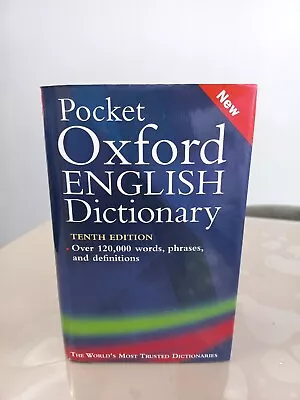 New
Pocket
Oxford
ENGLISH
Dictionary
TENTH EDITION
• Over 120,000 words, phrases,
and definitions
THE WORLD'S MOST TRUSTED DICTIONARIES